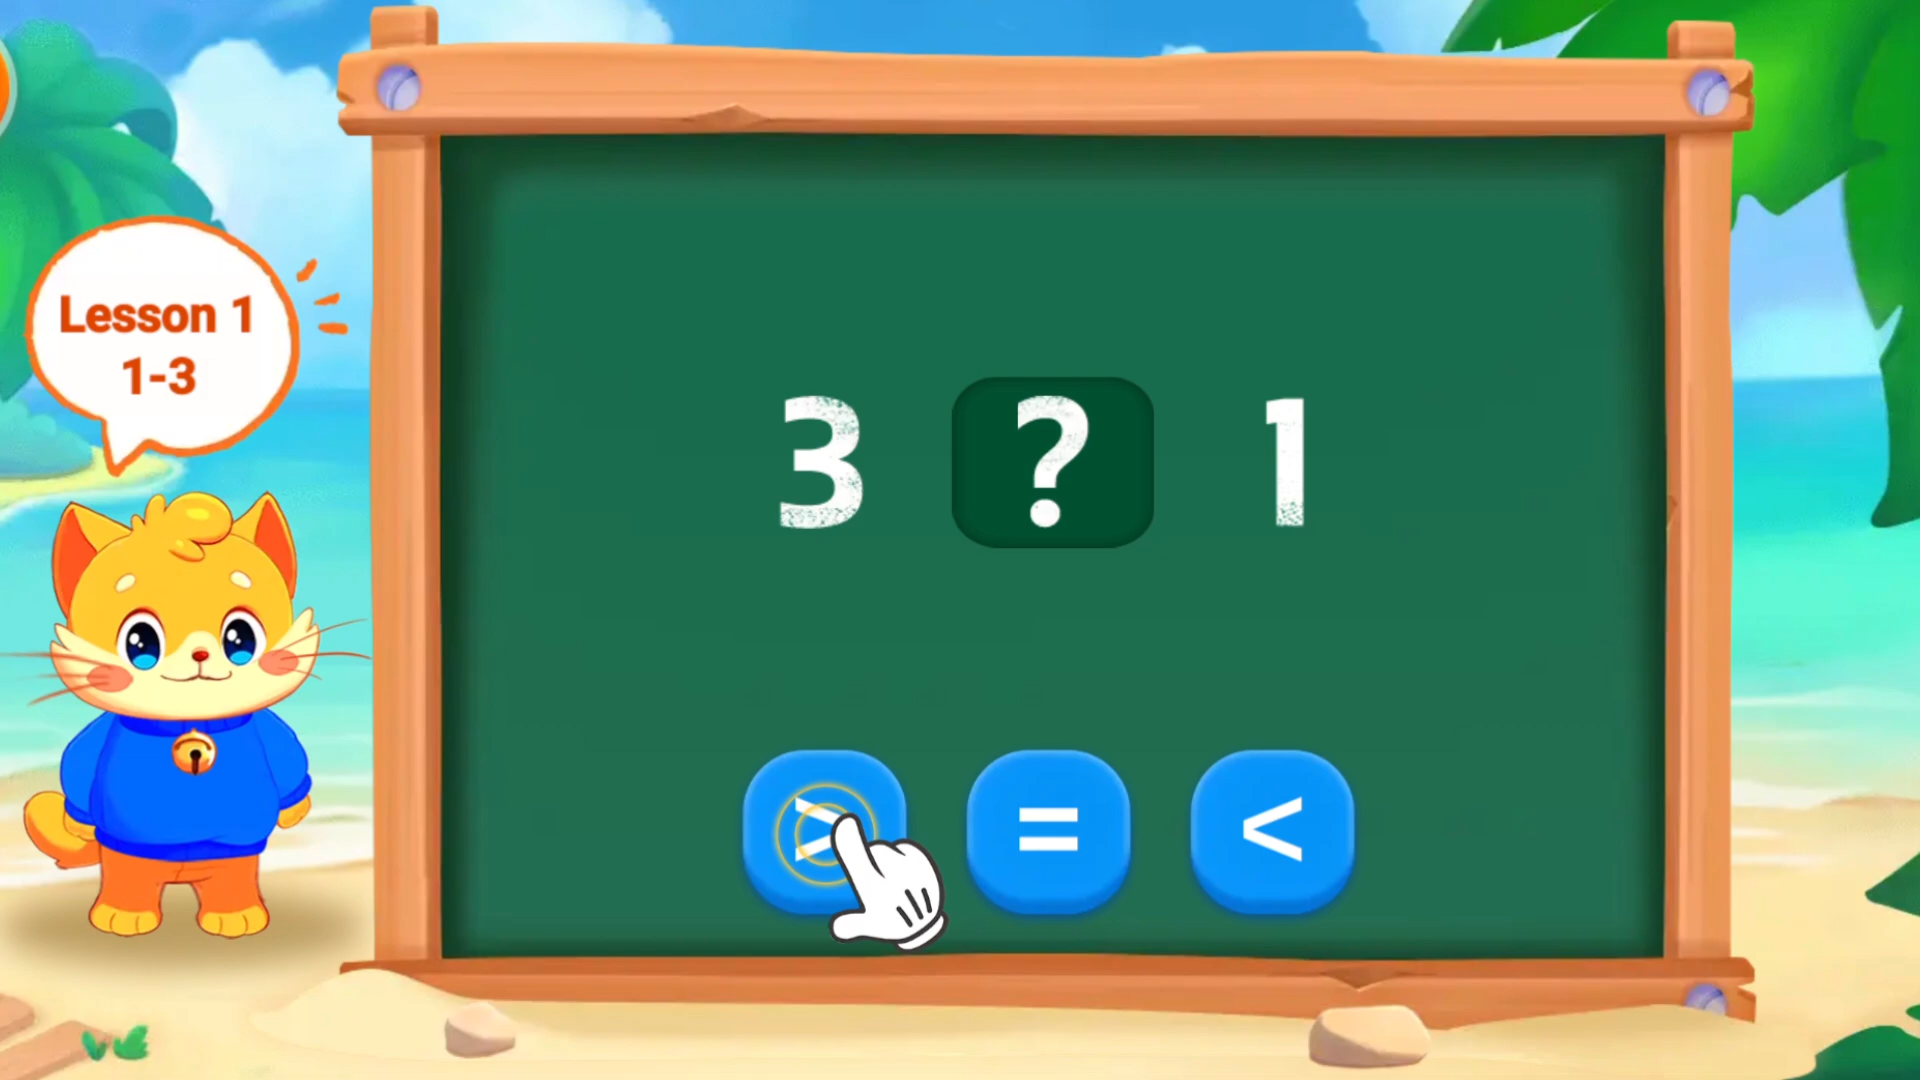 Lesson 1
1-3
3 ? 1
> = <